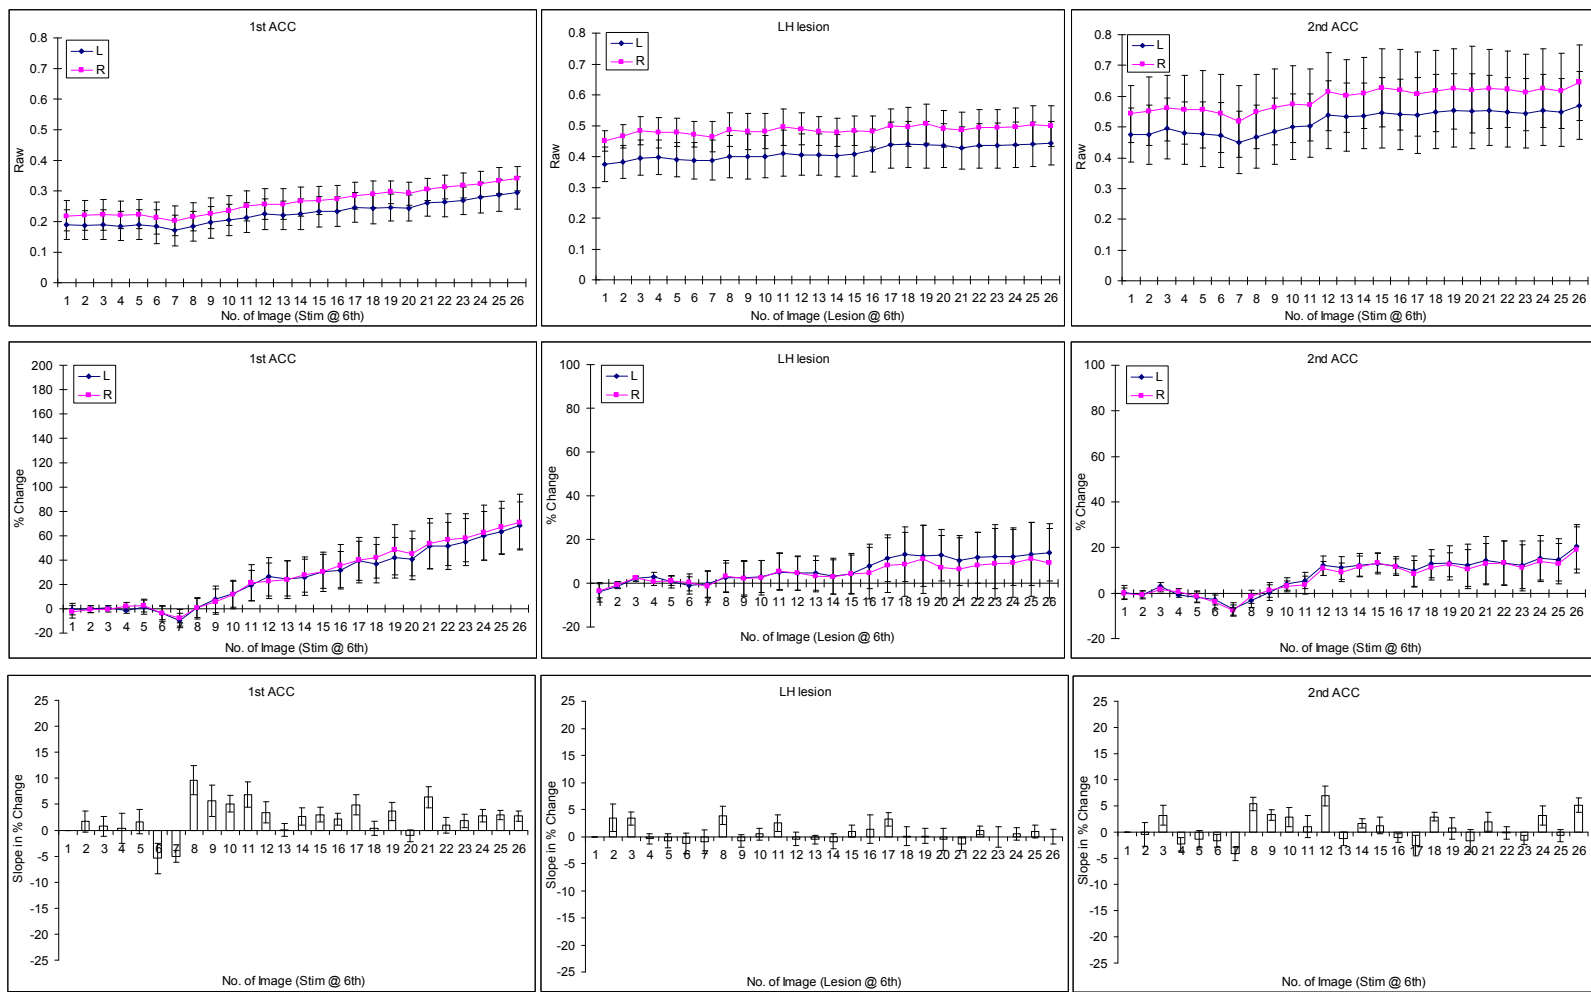 1st ACC
0.8
0.7
0.6
0.5
0.4
0.3
0.2
0.1
0
Raw
L
R
1 2 3 4 5 6 7 8 9 10 11 12 13 14 15 16 17 18 19 20 21 22 23 24 25 26
No. of Image (Stim @ 6th)
LH lesion
0.8
0.7
0.6
0.5
0.4
0.3
0.2
0.1
0
Raw
L
R
1 2 3 4 5 6 7 8 9 10 11 12 13 14 15 16 17 18 19 20 21 22 23 24 25 26
No. of Image (Lesion @ 6th)
2nd ACC
0.8
0.7
0.6
0.5
0.4
0.3
0.2
0.1
0
Raw
L
R
1 2 3 4 5 6 7 8 9 10 11 12 13 14 15 16 17 18 19 20 21 22 23 24 25 26
No. of Image (Stim @ 6th)
1st ACC
200
180
160
140
120
100
80
60
40
20
0
-20
% Change
L
R
1 2 3 4 5 6 7 8 9 10 11 12 13 14 15 16 17 18 19 20 21 22 23 24 25 26
No. of Image (Stim @ 6th)
LH lesion
100
80
60
40
20
0
-20
% Change
L
R
1 2 3 4 5 6 7 8 9 10 11 12 13 14 15 16 17 18 19 20 21 22 23 24 25 26
No. of Image (Lesion @ 6th)
2nd ACC
100
80
60
40
20
0
-20
% Change
L
R
1 2 3 4 5 6 7 8 9 10 11 12 13 14 15 16 17 18 19 20 21 22 23 24 25 26
No. of Image (Stim @ 6th)
1st ACC
25
20
15
10
5
0
-5
-10
-15
-20
-25
Slope in % Change
1 2 3 4 5 6 7 8 9 10 11 12 13 14 15 16 17 18 19 20 21 22 23 24 25 26
No. of Image (Stim @ 6th)
LH lesion
25
20
15
10
5
0
-5
-10
-15
-20
-25
Slope in % Change
1 2 3 4 5 6 7 8 9 10 11 12 13 14 15 16 17 18 19 20 21 22 23 24 25 26
No. of Image (Lesion @ 6th)
2nd ACC
25
20
15
10
5
0
-5
-10
-15
-20
-25
Slope in % Change
1 2 3 4 5 6 7 8 9 10 11 12 13 14 15 16 17 18 19 20 21 22 23 24 25 26
No. of Image (Stim @ 6th)